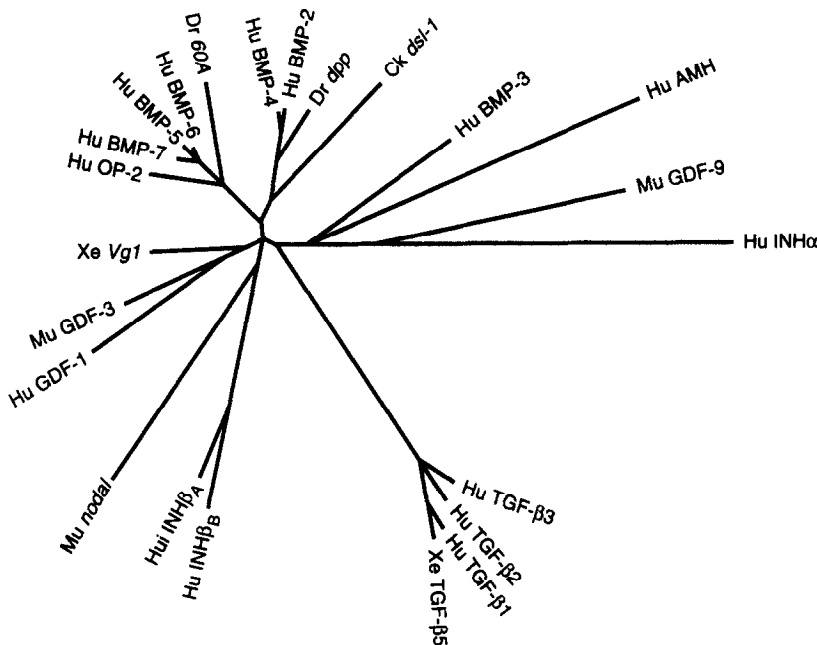 Dr 60A
Hu BMP-6
Hu BMP-5
Hu BMP-7
Hu OP-2
Hu BMP-4
Hu BMP-2
Dr dpp
Ck dsl-1
Hu BMP-3
Hu AMH
Mu GDF-9
Hu INHα
Xe Vg1
Mu GDF-3
Hu GDF-1
Mu nodal
Hui INHβA
Hu INHβB
Hu TGF-β3
Hu TGF-β2
Hu TGF-β1
Xe TGF-β5